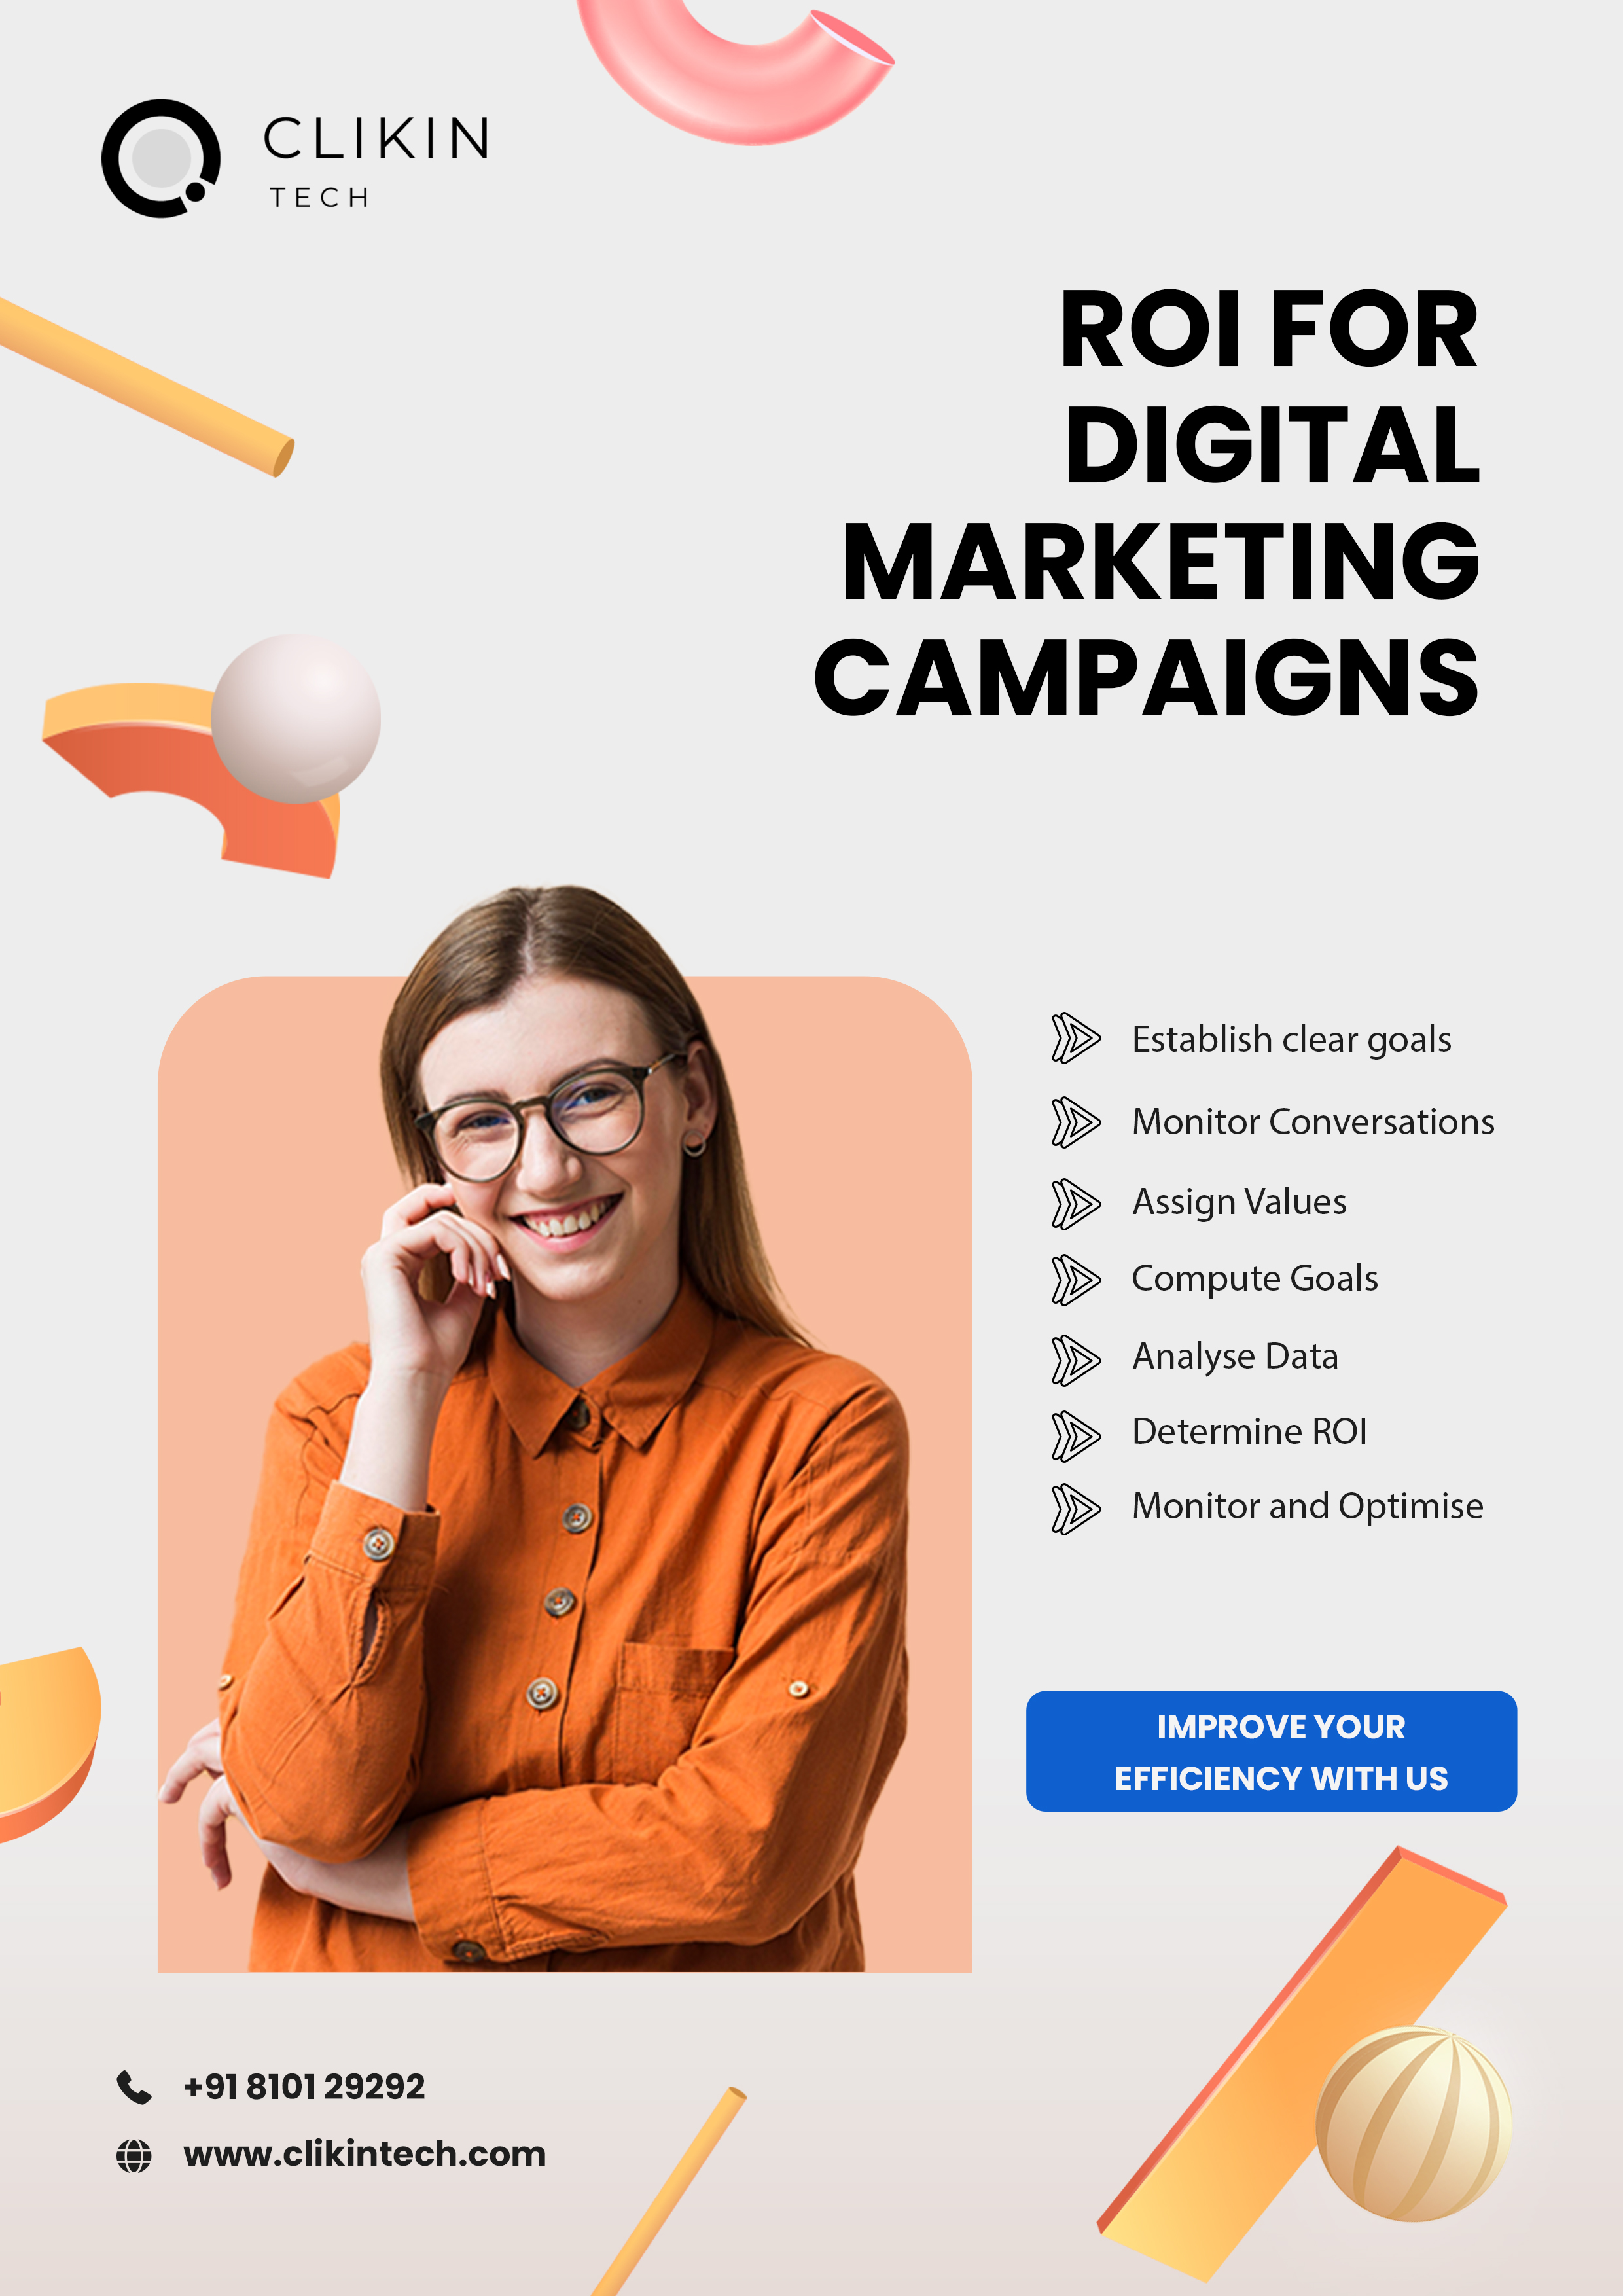 CLIKIN
TECH
ROI FOR
DIGITAL
MARKETING
CAMPAIGNS
Establish clear goals
Monitor Conversations
Assign Values
Compute Goals
Analyse Data
Determine ROI
Monitor and Optimise
IMPROVE YOUR
EFFICIENCY WITH US
+91 8101 29292
www.clikintech.com